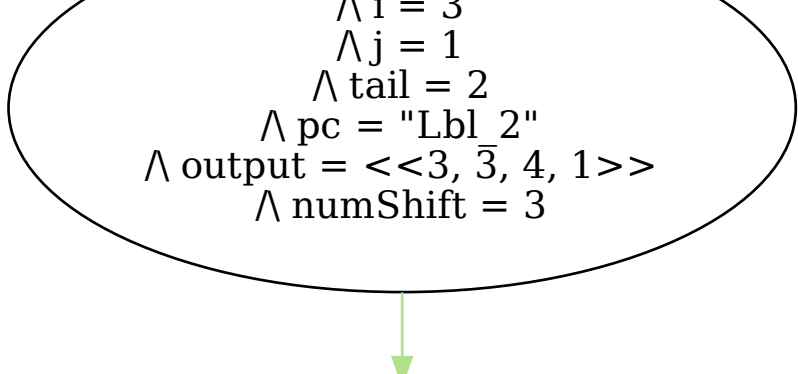 /\ i = 3
/\ j = 1
/\ tail = 2
/\ pc = "Lbl_2"
/\ output = <<3, 3, 4, 1>>
/\ numShift = 3